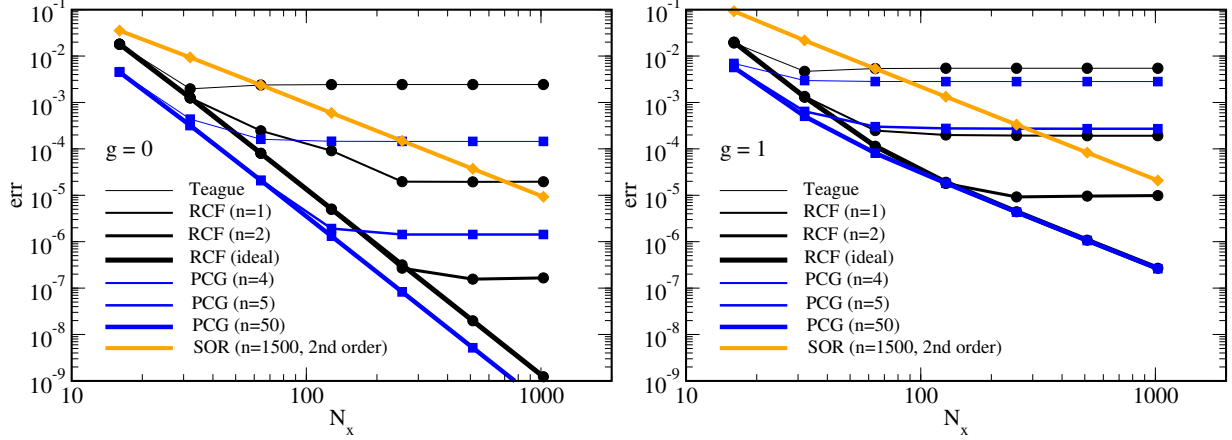 10^-1
10^-2
10^-3
10^-4
10^-5
10^-6
10^-7
10^-8
10^-9
err
g = 0
Teague
RCF (n=1)
RCF (n=2)
RCF (ideal)
PCG (n=4)
PCG (n=5)
PCG (n=50)
SOR (n=1500, 2nd order)
10 100 1000
N_x
10^-1
10^-2
10^-3
10^-4
10^-5
10^-6
10^-7
10^-8
10^-9
err
g = 1
Teague
RCF (n=1)
RCF (n=2)
RCF (ideal)
PCG (n=4)
PCG (n=5)
PCG (n=50)
SOR (n=1500, 2nd order)
10 100 1000
N_x